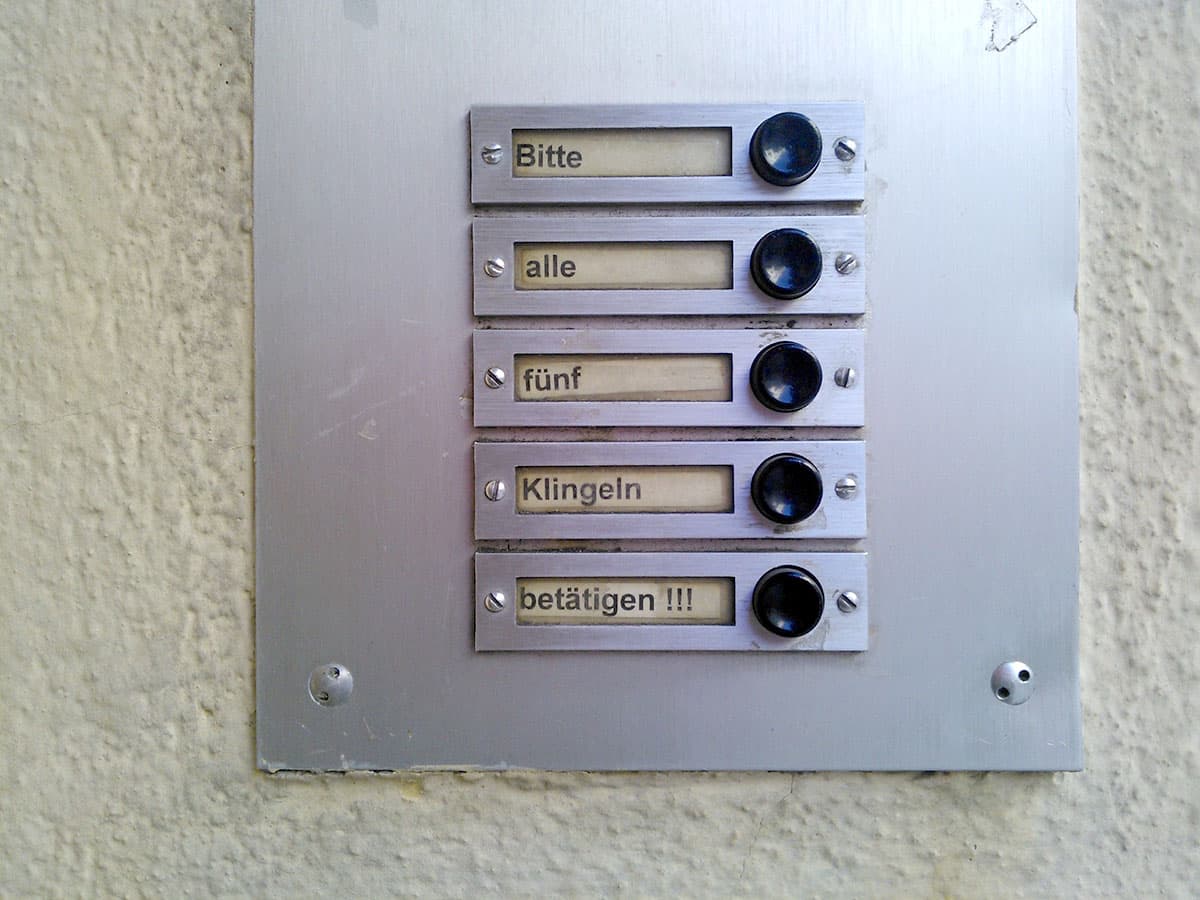 Bitte
alle
fünf
Klingeln
betätigen !!!